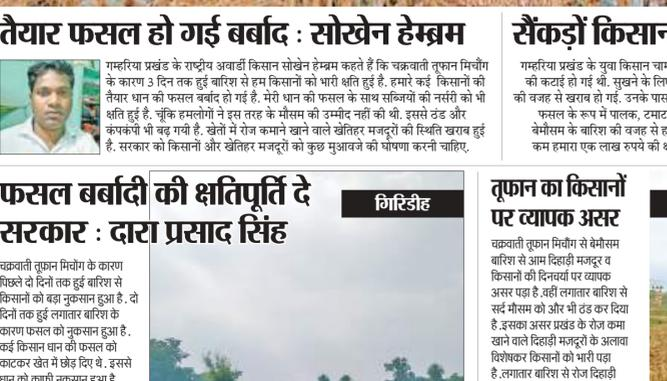 तैयार फसल हो गई बर्बाद : सोखेन हेम्ब्रम
गम्हरिया प्रखंड के राष्ट्रीय अवार्डी किसान सोखेन हेम्ब्रम कहते हैं कि चक्रवाती तूफान मिचौंग
के कारण 3 दिन तक हुई बारिश से हम किसानों को भारी क्षति हुई है. हमारे कई किसानों की
तैयार धान की फसल बर्बाद हो गई है. मेरी धान की फसल के साथ सब्जियों की नर्सरी को भी
क्षति हुई है. चूंकि हमलोगों ने इस तरह के मौसम की उम्मीद नहीं की थी. इससे ठंड और
कंपकंपी भी बढ़ गयी है. खेतों में रोज कमाने खाने वाले खेतिहर मजदूरों की स्थिति खराब हुई
है. सरकार को किसानों और खेतिहर मजदूरों को कुछ मुआवजे की घोषणा करनी चाहिए.
सैंकड़ों किसान
गम्हरिया प्रखंड के युवा किसान
की कटाई हो गई थी. सुखने के
की वजह से खराब हो गई. उनके पास
फसल के रूप में पालक,
बेमौसम के बारिश की वजह से
कम हमारा एक लाख रुपये की
फसल बर्बादी की क्षतिपूर्ति दे
सरकार : दारा प्रसाद सिंह
चक्रवाती तूफान मिचोंग के कारण
पिछले दो दिनों तक हुई बारिश से
किसानों को बड़ा नुकसान हुआ है. दो
दिनों तक हुई लगातार बारिश के
कारण फसल को नुकसान हुआ है.
कई किसान धान की फसल को
काटकर खेत में छोड़ दिए थे. इससे
धान को काफी नुकसान हुआ है
गिरिडीह
तूफान का किसानों
पर व्यापक असर
चक्रवाती तूफान मिचौंग से बेमौसम
बारिश से आम दिहाड़ी मजदूर व
किसानों की दिनचर्या पर व्यापक
असर पड़ा है.वहीं लगातार बारिश से
सर्द मौसम को और भी ठंड कर दिया
है .इसका असर प्रखंड के रोज कमा
खाने वाले दिहाड़ी मजदूरों के अलावा
विशेषकर किसानों को भारी पड़ा
है .लगातार बारिश से रोज दिहाड़ी